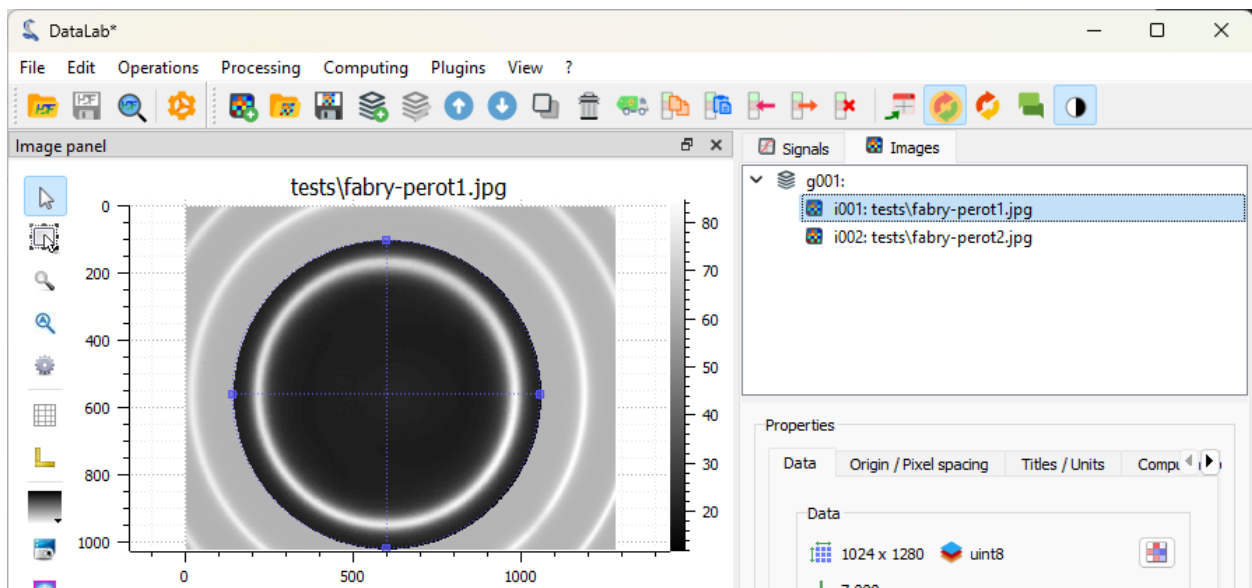 DataLab*
File Edit Operations Processing Computing Plugins View ?
Image panel
Signals Images
tests\fabry-perot1.jpg
0
200
400
600
800
1000
0 500 1000
80
70
60
50
40
30
20
g001:
i001: tests\fabry-perot1.jpg
i002: tests\fabry-perot2.jpg
Properties
Data Origin / Pixel spacing Titles / Units
Data
1024 x 1280 uint8